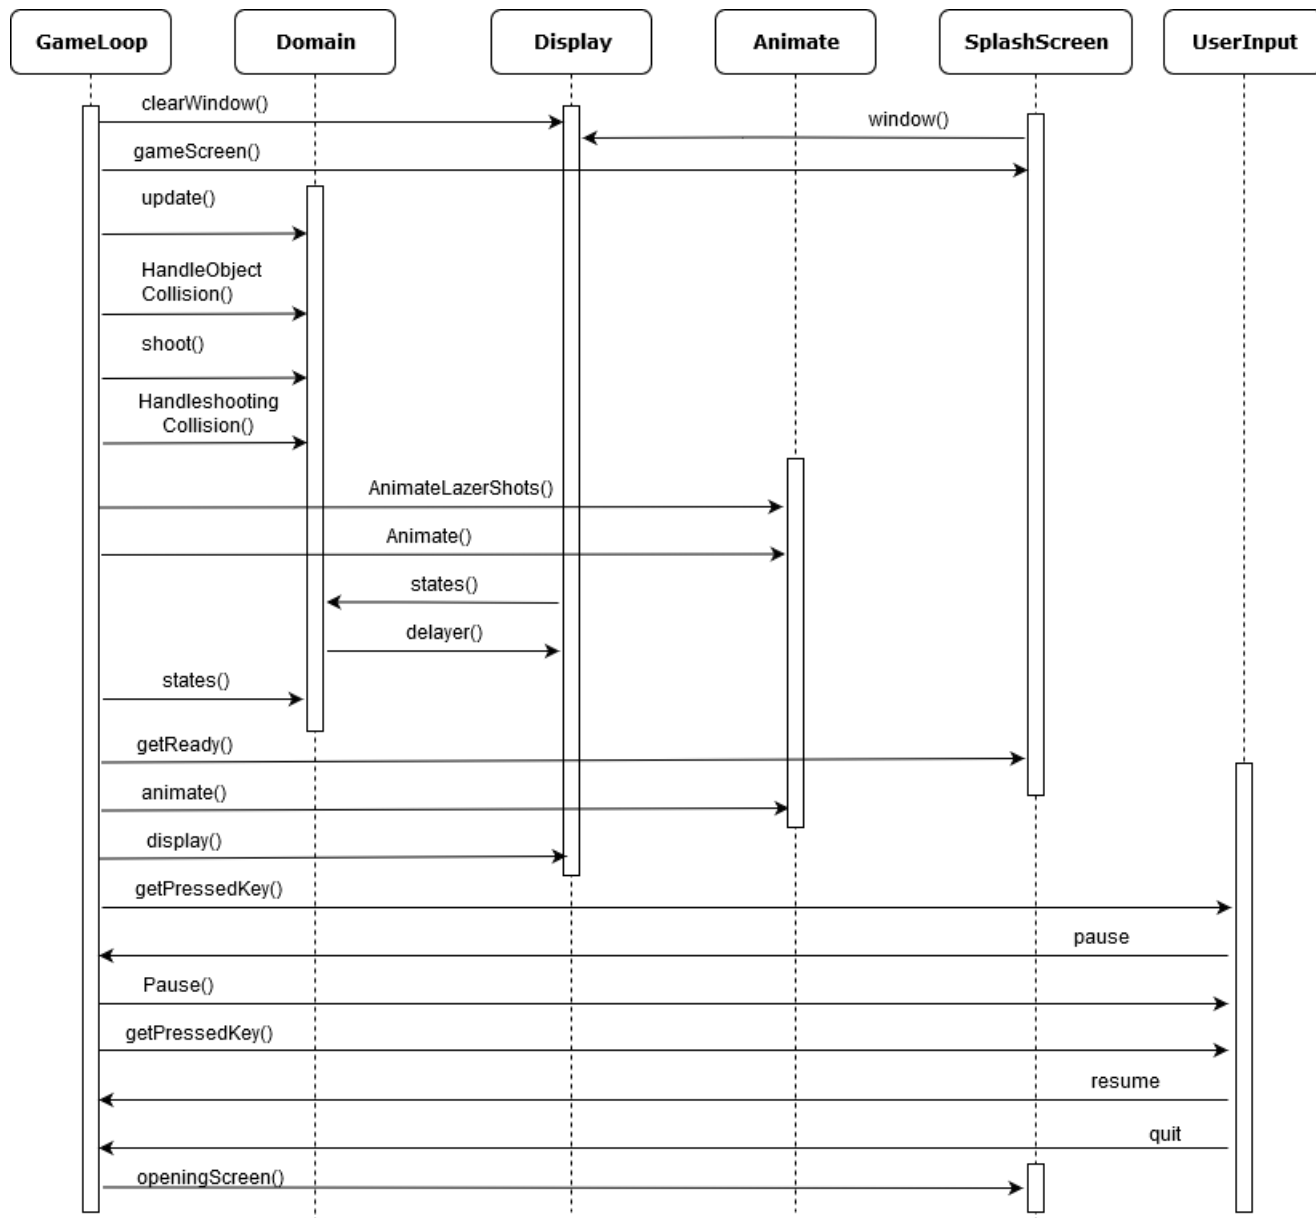 GameLoop
Domain
Display
Animate
SplashScreen
UserInput
clearWindow()
window()
gameScreen()
update()
HandleObject
Collision()
shoot()
Handleshooting
Collision()
AnimateLazerShots()
Animate()
states()
delayer()
states()
getReady()
animate()
display()
getPressedKey()
pause
Pause()
getPressedKey()
resume
quit
openingScreen()